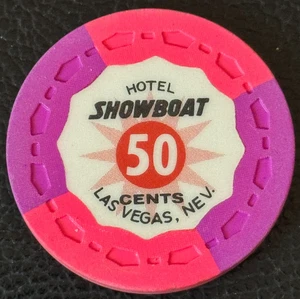 HOTEL
SHOWBOAT
50
CENTS
LAS VEGAS, NEV.